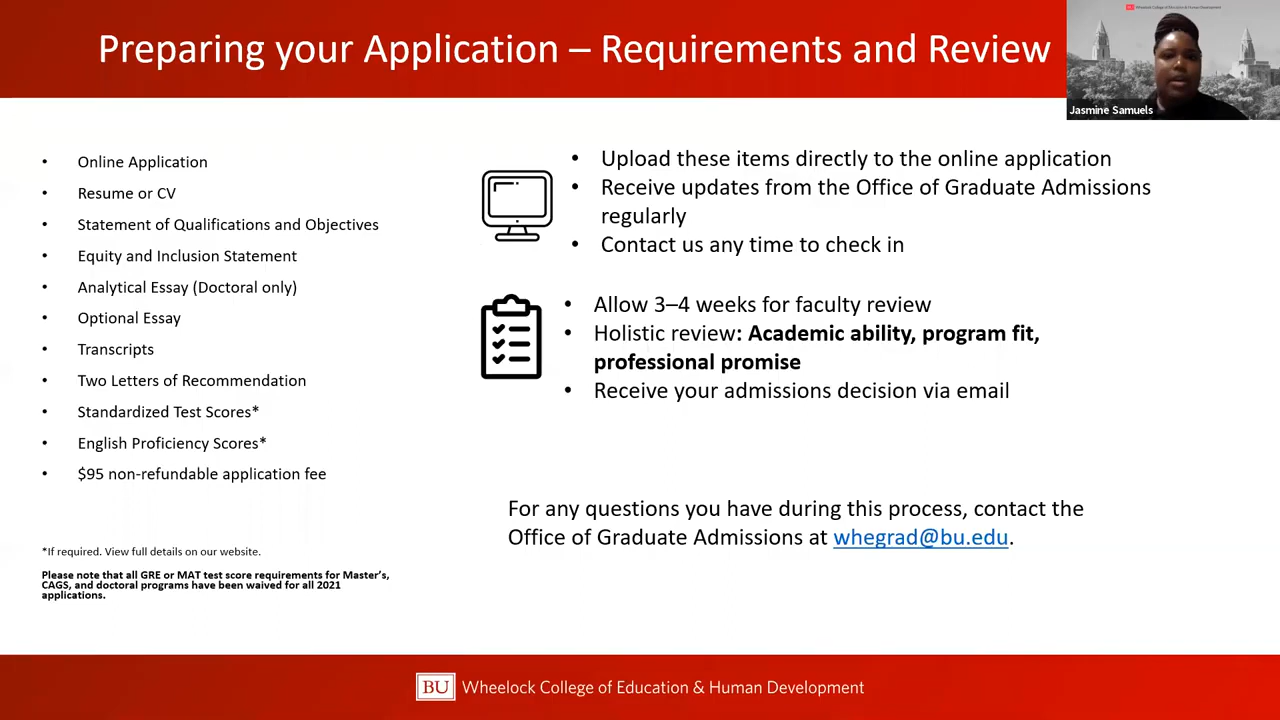 Preparing your Application – Requirements and Review
BU Wheelock College of Education & Human Development
Jasmine Samuels
• Online Application
• Resume or CV
• Statement of Qualifications and Objectives
• Equity and Inclusion Statement
• Analytical Essay (Doctoral only)
• Optional Essay
• Transcripts
• Two Letters of Recommendation
• Standardized Test Scores*
• English Proficiency Scores*
• $95 non-refundable application fee
*If required. View full details on our website.
Please note that all GRE or MAT test score requirements for Master's,
CAGS, and doctoral programs have been waived for all 2021
applications.
• Upload these items directly to the online application
• Receive updates from the Office of Graduate Admissions
regularly
• Contact us any time to check in
• Allow 3–4 weeks for faculty review
• Holistic review: Academic ability, program fit,
professional promise
• Receive your admissions decision via email
For any questions you have during this process, contact the
Office of Graduate Admissions at whegrad@bu.edu.
BU Wheelock College of Education & Human Development